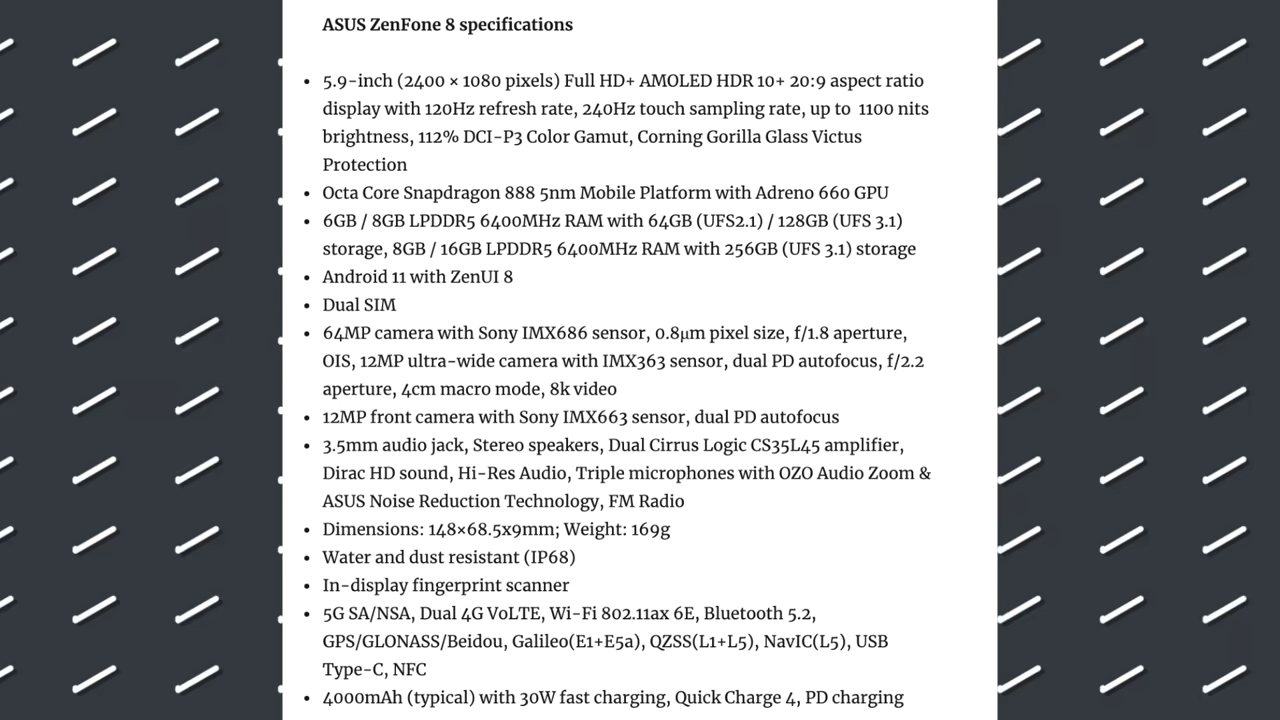 ASUS ZenFone 8 specifications
• 5.9-inch (2400 × 1080 pixels) Full HD+ AMOLED HDR 10+ 20:9 aspect ratio
display with 120Hz refresh rate, 240Hz touch sampling rate, up to 1100 nits
brightness, 112% DCI-P3 Color Gamut, Corning Gorilla Glass Victus
Protection
• Octa Core Snapdragon 888 5nm Mobile Platform with Adreno 660 GPU
• 6GB / 8GB LPDDR5 6400MHz RAM with 64GB (UFS2.1) / 128GB (UFS 3.1)
storage, 8GB / 16GB LPDDR5 6400MHz RAM with 256GB (UFS 3.1) storage
• Android 11 with ZenUI 8
• Dual SIM
• 64MP camera with Sony IMX686 sensor, 0.8μm pixel size, f/1.8 aperture,
OIS, 12MP ultra-wide camera with IMX363 sensor, dual PD autofocus, f/2.2
aperture, 4cm macro mode, 8k video
• 12MP front camera with Sony IMX663 sensor, dual PD autofocus
• 3.5mm audio jack, Stereo speakers, Dual Cirrus Logic CS35L45 amplifier,
Dirac HD sound, Hi-Res Audio, Triple microphones with OZO Audio Zoom &
ASUS Noise Reduction Technology, FM Radio
• Dimensions: 148×68.5x9mm; Weight: 169g
• Water and dust resistant (IP68)
• In-display fingerprint scanner
• 5G SA/NSA, Dual 4G VoLTE, Wi-Fi 802.11ax 6E, Bluetooth 5.2,
GPS/GLONASS/Beidou, Galileo(E1+E5a), QZSS(L1+L5), NavIC(L5), USB
Type-C, NFC
• 4000mAh (typical) with 30W fast charging, Quick Charge 4, PD charging